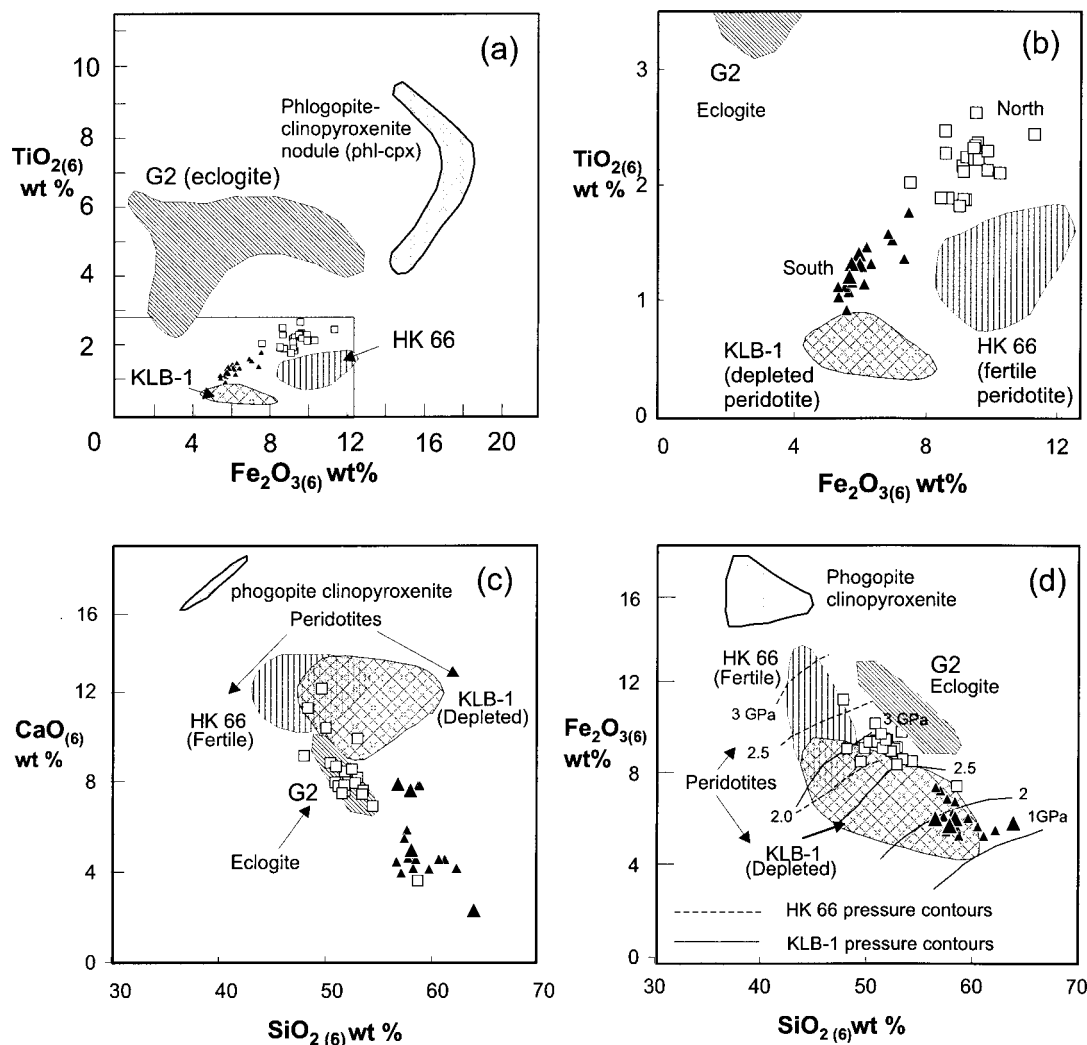 (a)
10
8
6
4
2
0
TiO2(6)
wt %
Phlogopite-
clinopyroxenite
nodule (phl-cpx)
G2 (eclogite)
HK 66
KLB-1
0 4 8 12 16 20
Fe2O3(6) wt%
(b)
3
2
1
0
TiO2(6)
wt %
G2
Eclogite
North
South
KLB-1
(depleted
peridotite)
HK 66
(fertile
peridotite)
0 4 8 12
Fe2O3(6) wt%
(c)
16
12
8
4
0
CaO(6)
wt %
phogopite clinopyroxenite
Peridotites
HK 66
(Fertile)
KLB-1
(Depleted)
G2
Eclogite
30 40 50 60 70
SiO2 (6) wt %
(d)
16
12
8
4
0
Fe2O3(6)
wt%
Phogopite
clinopyroxenite
HK 66
(Fertile)
G2
Eclogite
3 GPa
3 GPa
2.5
2.5
Peridotites
2.0
2
1GPa
KLB-1
(Depleted)
HK 66 pressure contours
KLB-1 pressure contours
30 40 50 60 70
SiO2 (6) wt %